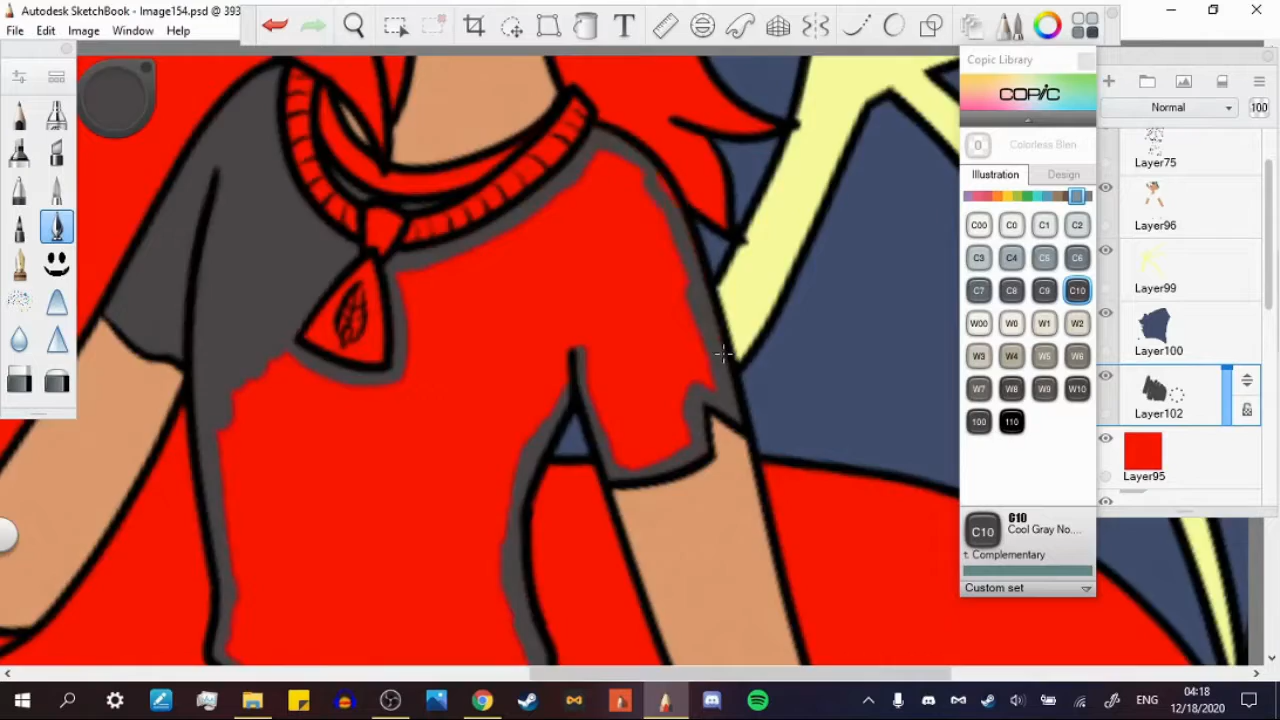 Autodesk SketchBook - Image154.psd @ 393
File Edit Image Window Help
T
Copic Library
COPIC
0 Colorless Blen
Illustration Design
C00 C0 C1 C2
C3 C4 C5 C6
C7 C8 C9 C10
W00 W0 W1 W2
W3 W4 W5 W6
W7 W8 W9 W10
100 110
C10
C10
Cool Gray No....
t. Complementary
Custom set
Normal 100
Layer75
Layer96
Layer99
Layer100
Layer102
Layer95
ENG
04:18
12/18/2020